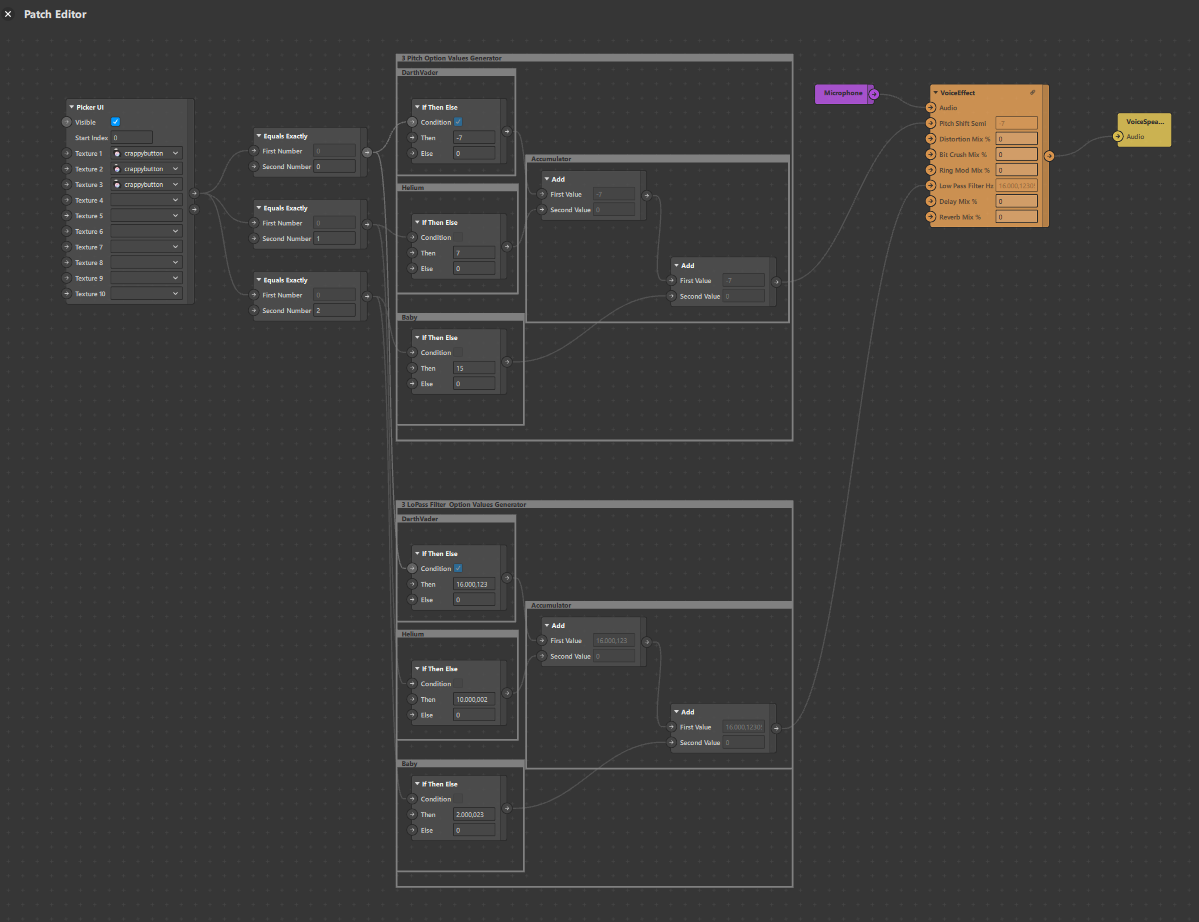 Patch Editor
Picker UI
Visible
Start Index 0
Texture 1 crappybutton
Texture 2 crappybutton
Texture 3 crappybutton
Texture 4
Texture 5
Texture 6
Texture 7
Texture 8
Texture 9
Texture 10
Equals Exactly
First Number 0
Second Number 0
Equals Exactly
First Number 0
Second Number 1
Equals Exactly
First Number 0
Second Number 2
3 Pitch Option Values Generator
DarthVader
If Then Else
Condition
Then -7
Else 0
Helium
If Then Else
Condition
Then 7
Else 0
Baby
If Then Else
Condition
Then 15
Else 0
Accumulator
Add
First Value -7
Second Value 0
Add
First Value -7
Second Value 0
3 LoPass Filter Option Values Generator
DarthVader
If Then Else
Condition
Then 16.000,123
Else 0
Helium
If Then Else
Condition
Then 10.000,002
Else 0
Baby
If Then Else
Condition
Then 2.000,023
Else 0
Accumulator
Add
First Value 16.000,123
Second Value 0
Add
First Value 16.000,1230
Second Value 0
Microphone
VoiceEffect
Audio
Pitch Shift Semi -7
Distortion Mix % 0
Bit Crush Mix % 0
Ring Mod Mix % 0
Low Pass Filter Hz 16.000,1230
Delay Mix % 0
Reverb Mix % 0
VoiceSpea...
Audio